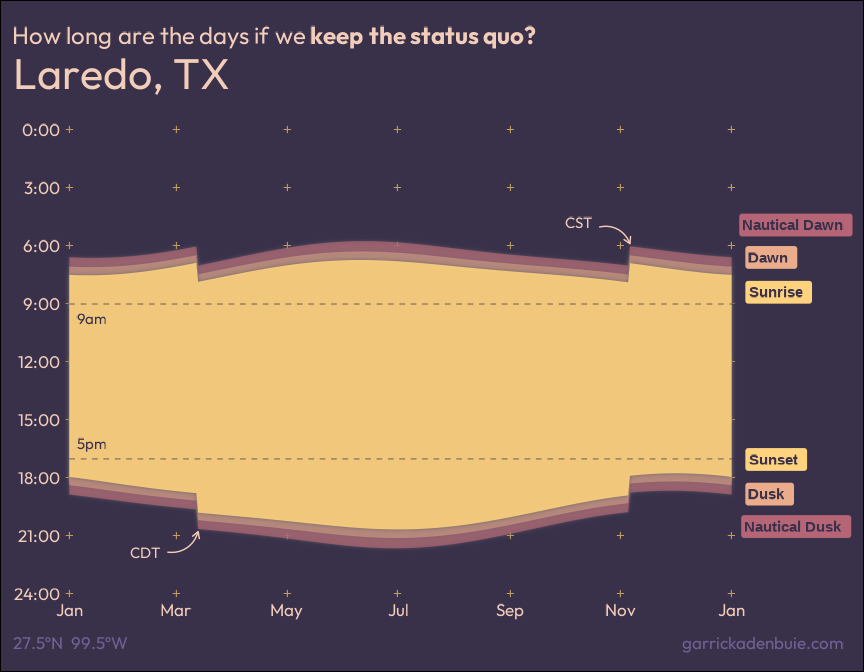 How long are the days if we keep the status quo?
Laredo, TX
0:00
3:00
CST
Nautical Dawn
6:00
Dawn
Sunrise
9:00
9am
12:00
15:00
5pm
Sunset
18:00
Dusk
Nautical Dusk
21:00
CDT
24:00
Jan Mar May Jul Sep Nov Jan
27.5°N 99.5°W garrickadenbuie.com